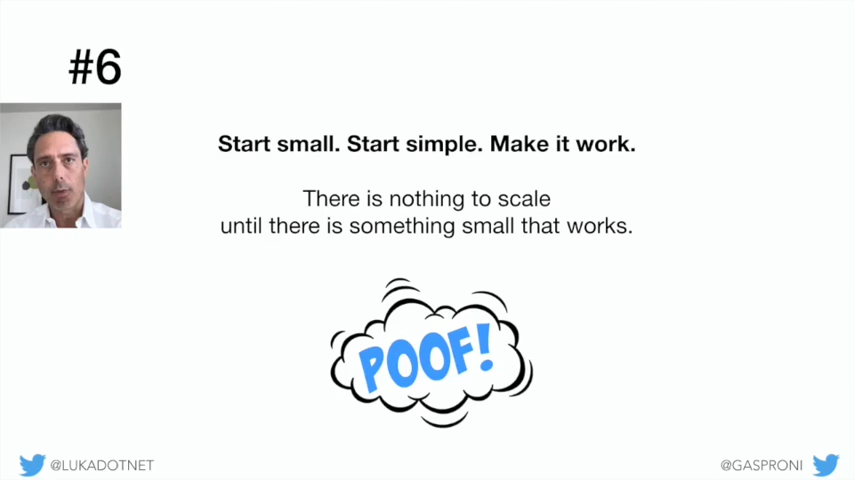 #6
Start small. Start simple. Make it work.
There is nothing to scale
until there is something small that works.
POOF!
@LUKADOTNET
@GASPRONI